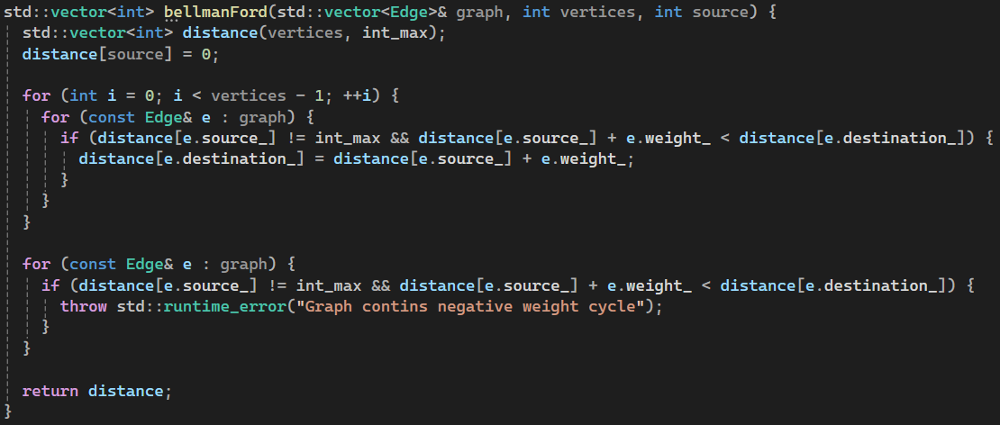 std::vector<int> bellmanFord(std::vector<Edge>& graph, int vertices, int source) {
  std::vector<int> distance(vertices, int_max);
  distance[source] = 0;

  for (int i = 0; i < vertices - 1; ++i) {
    for (const Edge& e : graph) {
      if (distance[e.source_] != int_max && distance[e.source_] + e.weight_ < distance[e.destination_]) {
        distance[e.destination_] = distance[e.source_] + e.weight_;
      }
    }
  }

  for (const Edge& e : graph) {
    if (distance[e.source_] != int_max && distance[e.source_] + e.weight_ < distance[e.destination_]) {
      throw std::runtime_error("Graph contins negative weight cycle");
    }
  }

  return distance;
}